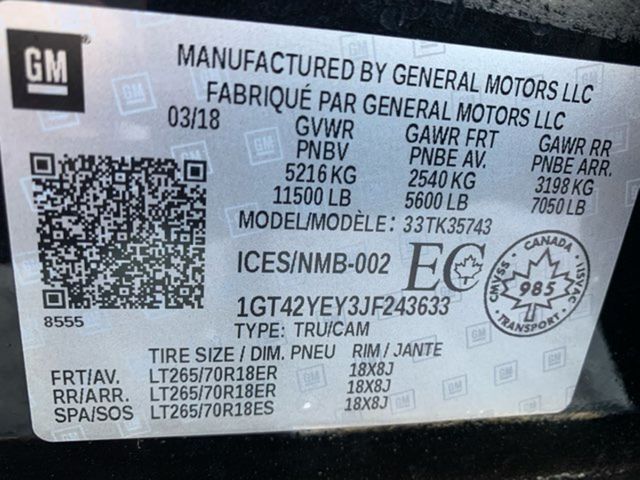 GM
MANUFACTURED BY GENERAL MOTORS LLC
FABRIQUÉ PAR GENERAL MOTORS LLC
03/18 GVWR GAWR FRT GAWR RR
PNBV PNBE AV. PNBE ARR.
5216 KG 2540 KG 3198 KG
11500 LB 5600 LB 7050 LB
MODEL/MODÈLE: 33TK35743
ICES/NMB-002 EC
CANADA
CMVSS 985 NSVAC
TRANSPORT
8555
1GT42YEY3JF243633
TYPE: TRU/CAM
TIRE SIZE / DIM. PNEU RIM / JANTE
FRT/AV. LT265/70R18ER 18X8J
RR/ARR. LT265/70R18ER 18X8J
SPA/SOS LT265/70R18ES 18X8J